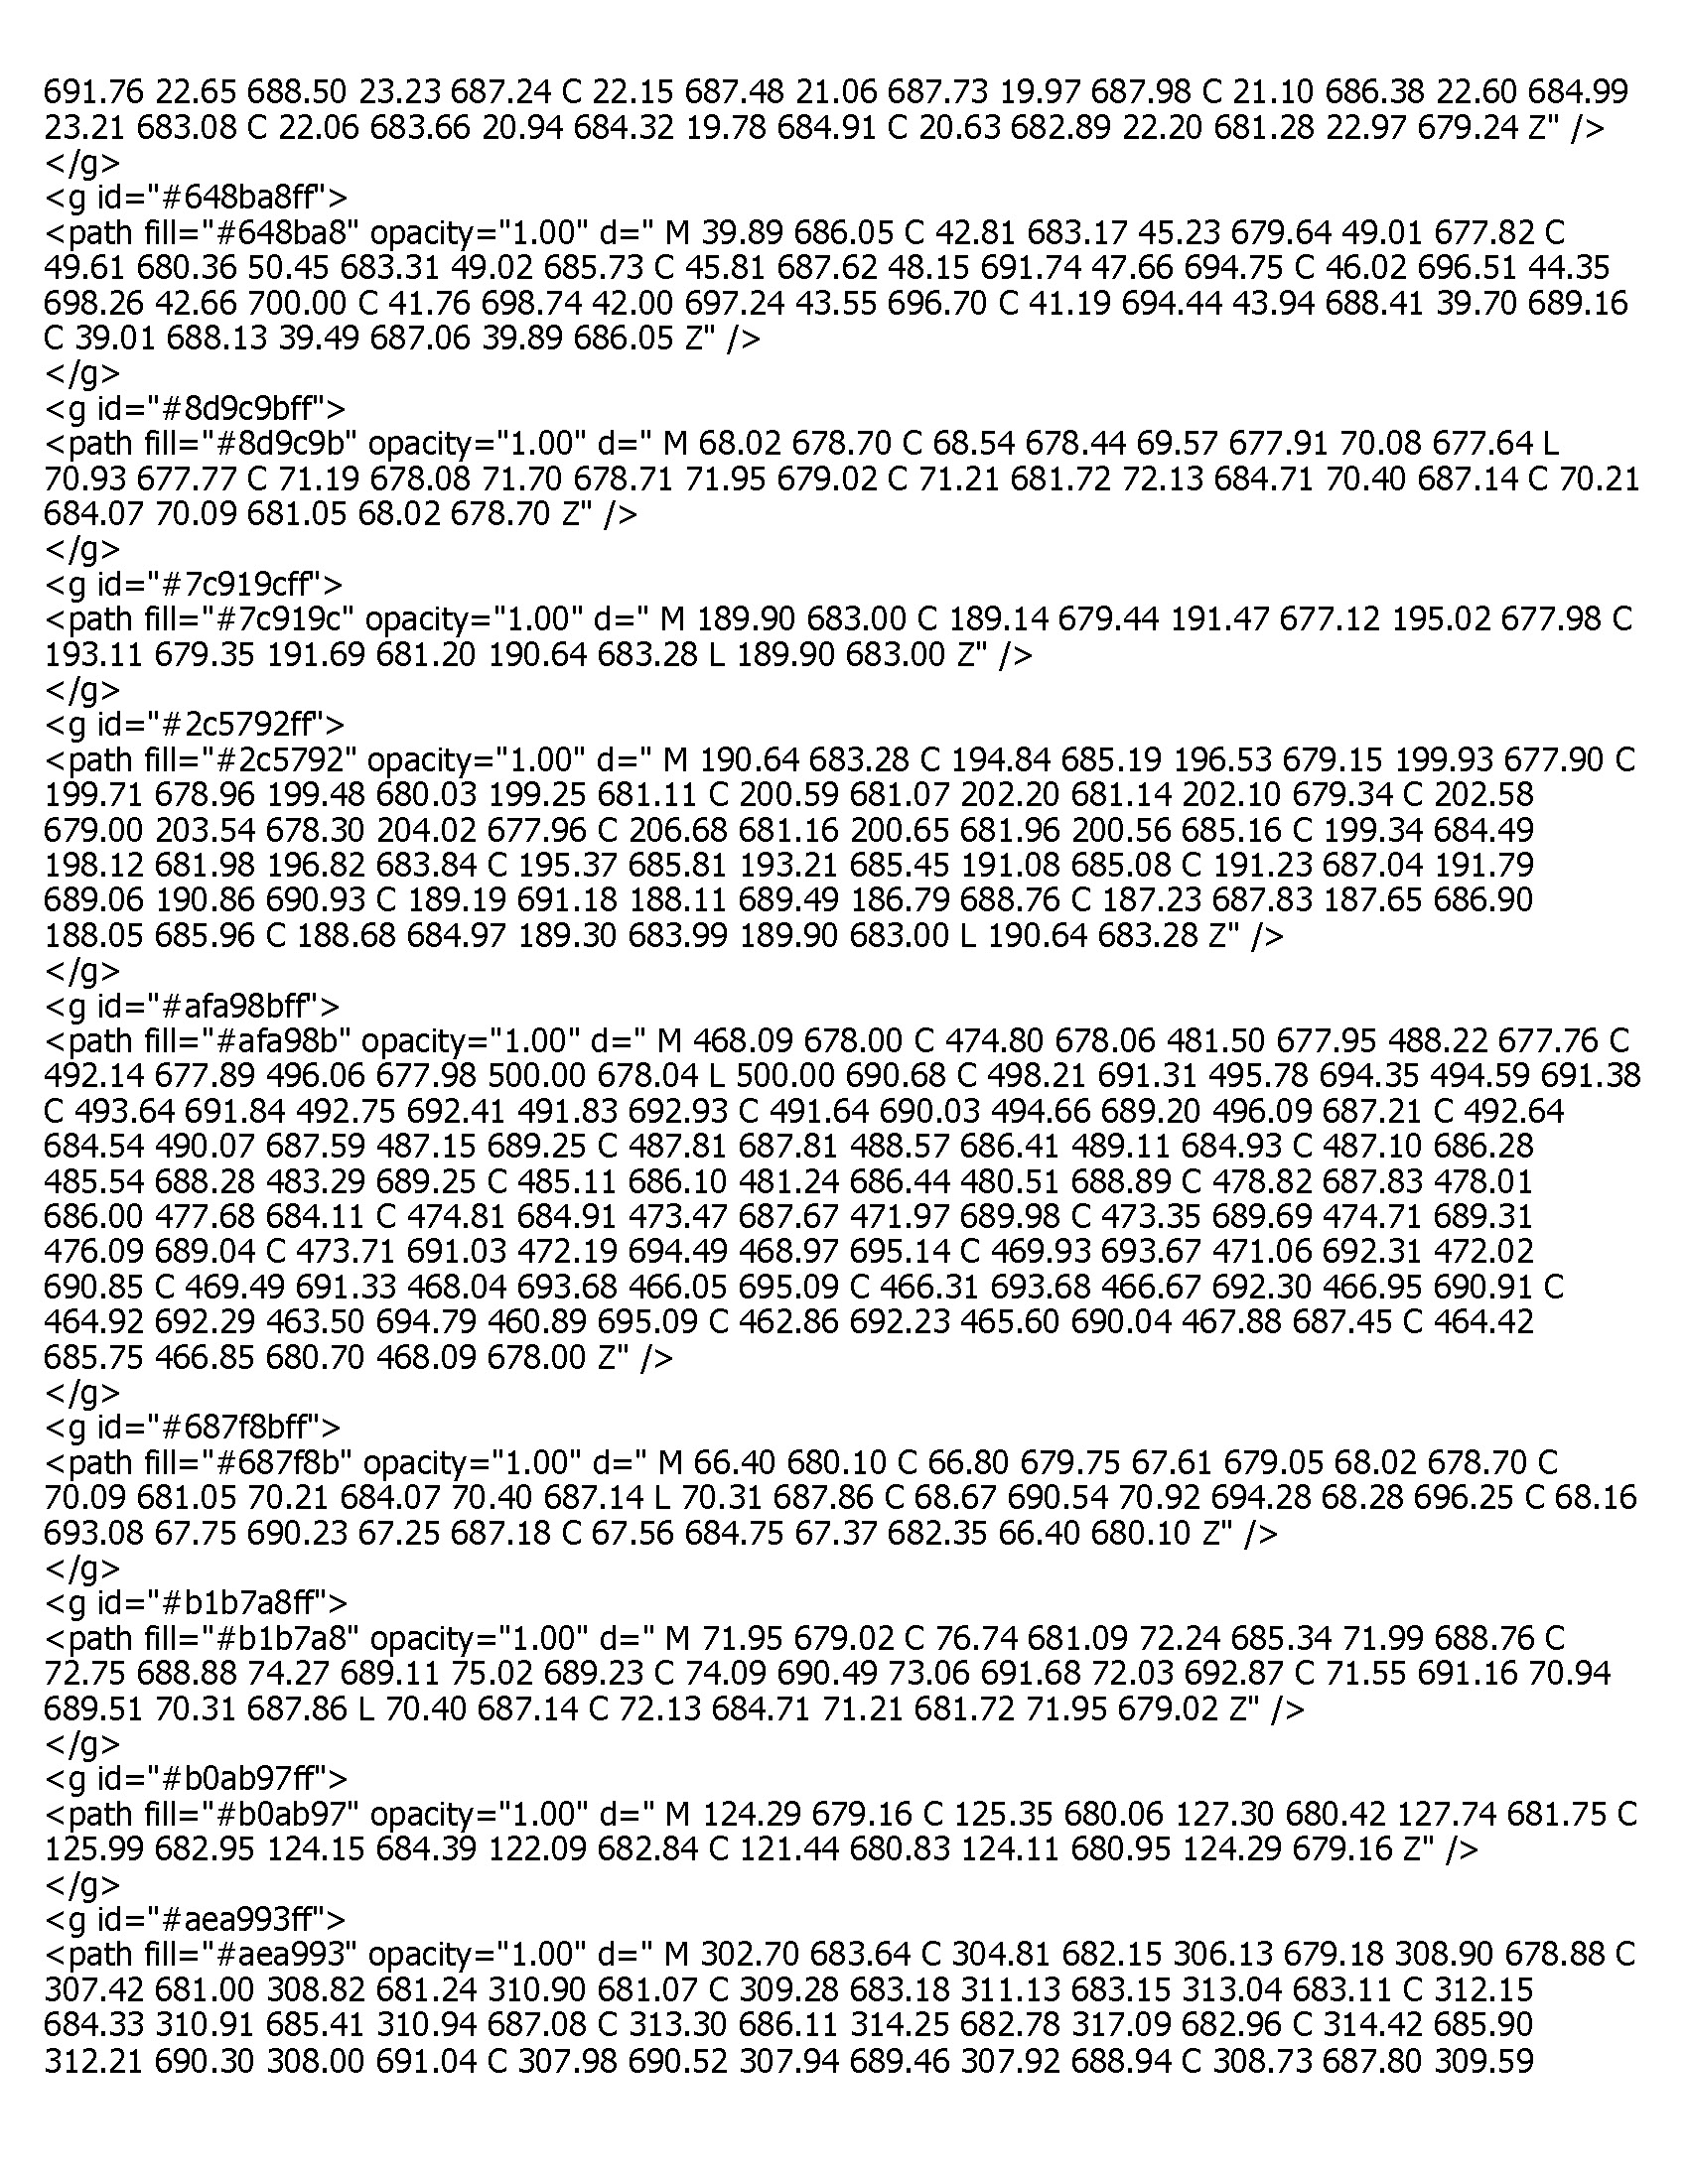 691.76 22.65 688.50 23.23 687.24 C 22.15 687.48 21.06 687.73 19.97 687.98 C 21.10 686.38 22.60 684.99
23.21 683.08 C 22.06 683.66 20.94 684.32 19.78 684.91 C 20.63 682.89 22.20 681.28 22.97 679.24 Z" />
</g>
<g id="#648ba8ff">
<path fill="#648ba8" opacity="1.00" d=" M 39.89 686.05 C 42.81 683.17 45.23 679.64 49.01 677.82 C
49.61 680.36 50.45 683.31 49.02 685.73 C 45.81 687.62 48.15 691.74 47.66 694.75 C 46.02 696.51 44.35
698.26 42.66 700.00 C 41.76 698.74 42.00 697.24 43.55 696.70 C 41.19 694.44 43.94 688.41 39.70 689.16
C 39.01 688.13 39.49 687.06 39.89 686.05 Z" />
</g>
<g id="#8d9c9bff">
<path fill="#8d9c9b" opacity="1.00" d=" M 68.02 678.70 C 68.54 678.44 69.57 677.91 70.08 677.64 L
70.93 677.77 C 71.19 678.08 71.70 678.71 71.95 679.02 C 71.21 681.72 72.13 684.71 70.40 687.14 C 70.21
684.07 70.09 681.05 68.02 678.70 Z" />
</g>
<g id="#7c919cff">
<path fill="#7c919c" opacity="1.00" d=" M 189.90 683.00 C 189.14 679.44 191.47 677.12 195.02 677.98 C
193.11 679.35 191.69 681.20 190.64 683.28 L 189.90 683.00 Z" />
</g>
<g id="#2c5792ff">
<path fill="#2c5792" opacity="1.00" d=" M 190.64 683.28 C 194.84 685.19 196.53 679.15 199.93 677.90 C
199.71 678.96 199.48 680.03 199.25 681.11 C 200.59 681.07 202.20 681.14 202.10 679.34 C 202.58
679.00 203.54 678.30 204.02 677.96 C 206.68 681.16 200.65 681.96 200.56 685.16 C 199.34 684.49
198.12 681.98 196.82 683.84 C 195.37 685.81 193.21 685.45 191.08 685.08 C 191.23 687.04 191.79
689.06 190.86 690.93 C 189.19 691.18 188.11 689.49 186.79 688.76 C 187.23 687.83 187.65 686.90
188.05 685.96 C 188.68 684.97 189.30 683.99 189.90 683.00 L 190.64 683.28 Z" />
</g>
<g id="#afa98bff">
<path fill="#afa98b" opacity="1.00" d=" M 468.09 678.00 C 474.80 678.06 481.50 677.95 488.22 677.76 C
492.14 677.89 496.06 677.98 500.00 678.04 L 500.00 690.68 C 498.21 691.31 495.78 694.35 494.59 691.38
C 493.64 691.84 492.75 692.41 491.83 692.93 C 491.64 690.03 494.66 689.20 496.09 687.21 C 492.64
684.54 490.07 687.59 487.15 689.25 C 487.81 687.81 488.57 686.41 489.11 684.93 C 487.10 686.28
485.54 688.28 483.29 689.25 C 485.11 686.10 481.24 686.44 480.51 688.89 C 478.82 687.83 478.01
686.00 477.68 684.11 C 474.81 684.91 473.47 687.67 471.97 689.98 C 473.35 689.69 474.71 689.31
476.09 689.04 C 473.71 691.03 472.19 694.49 468.97 695.14 C 469.93 693.67 471.06 692.31 472.02
690.85 C 469.49 691.33 468.04 693.68 466.05 695.09 C 466.31 693.68 466.67 692.30 466.95 690.91 C
464.92 692.29 463.50 694.79 460.89 695.09 C 462.86 692.23 465.60 690.04 467.88 687.45 C 464.42
685.75 466.85 680.70 468.09 678.00 Z" />
</g>
<g id="#687f8bff">
<path fill="#687f8b" opacity="1.00" d=" M 66.40 680.10 C 66.80 679.75 67.61 679.05 68.02 678.70 C
70.09 681.05 70.21 684.07 70.40 687.14 L 70.31 687.86 C 68.67 690.54 70.92 694.28 68.28 696.25 C 68.16
693.08 67.75 690.23 67.25 687.18 C 67.56 684.75 67.37 682.35 66.40 680.10 Z" />
</g>
<g id="#b1b7a8ff">
<path fill="#b1b7a8" opacity="1.00" d=" M 71.95 679.02 C 76.74 681.09 72.24 685.34 71.99 688.76 C
72.75 688.88 74.27 689.11 75.02 689.23 C 74.09 690.49 73.06 691.68 72.03 692.87 C 71.55 691.16 70.94
689.51 70.31 687.86 L 70.40 687.14 C 72.13 684.71 71.21 681.72 71.95 679.02 Z" />
</g>
<g id="#b0ab97ff">
<path fill="#b0ab97" opacity="1.00" d=" M 124.29 679.16 C 125.35 680.06 127.30 680.42 127.74 681.75 C
125.99 682.95 124.15 684.39 122.09 682.84 C 121.44 680.83 124.11 680.95 124.29 679.16 Z" />
</g>
<g id="#aea993ff">
<path fill="#aea993" opacity="1.00" d=" M 302.70 683.64 C 304.81 682.15 306.13 679.18 308.90 678.88 C
307.42 681.00 308.82 681.24 310.90 681.07 C 309.28 683.18 311.13 683.15 313.04 683.11 C 312.15
684.33 310.91 685.41 310.94 687.08 C 313.30 686.11 314.25 682.78 317.09 682.96 C 314.42 685.90
312.21 690.30 308.00 691.04 C 307.98 690.52 307.94 689.46 307.92 688.94 C 308.73 687.80 309.59